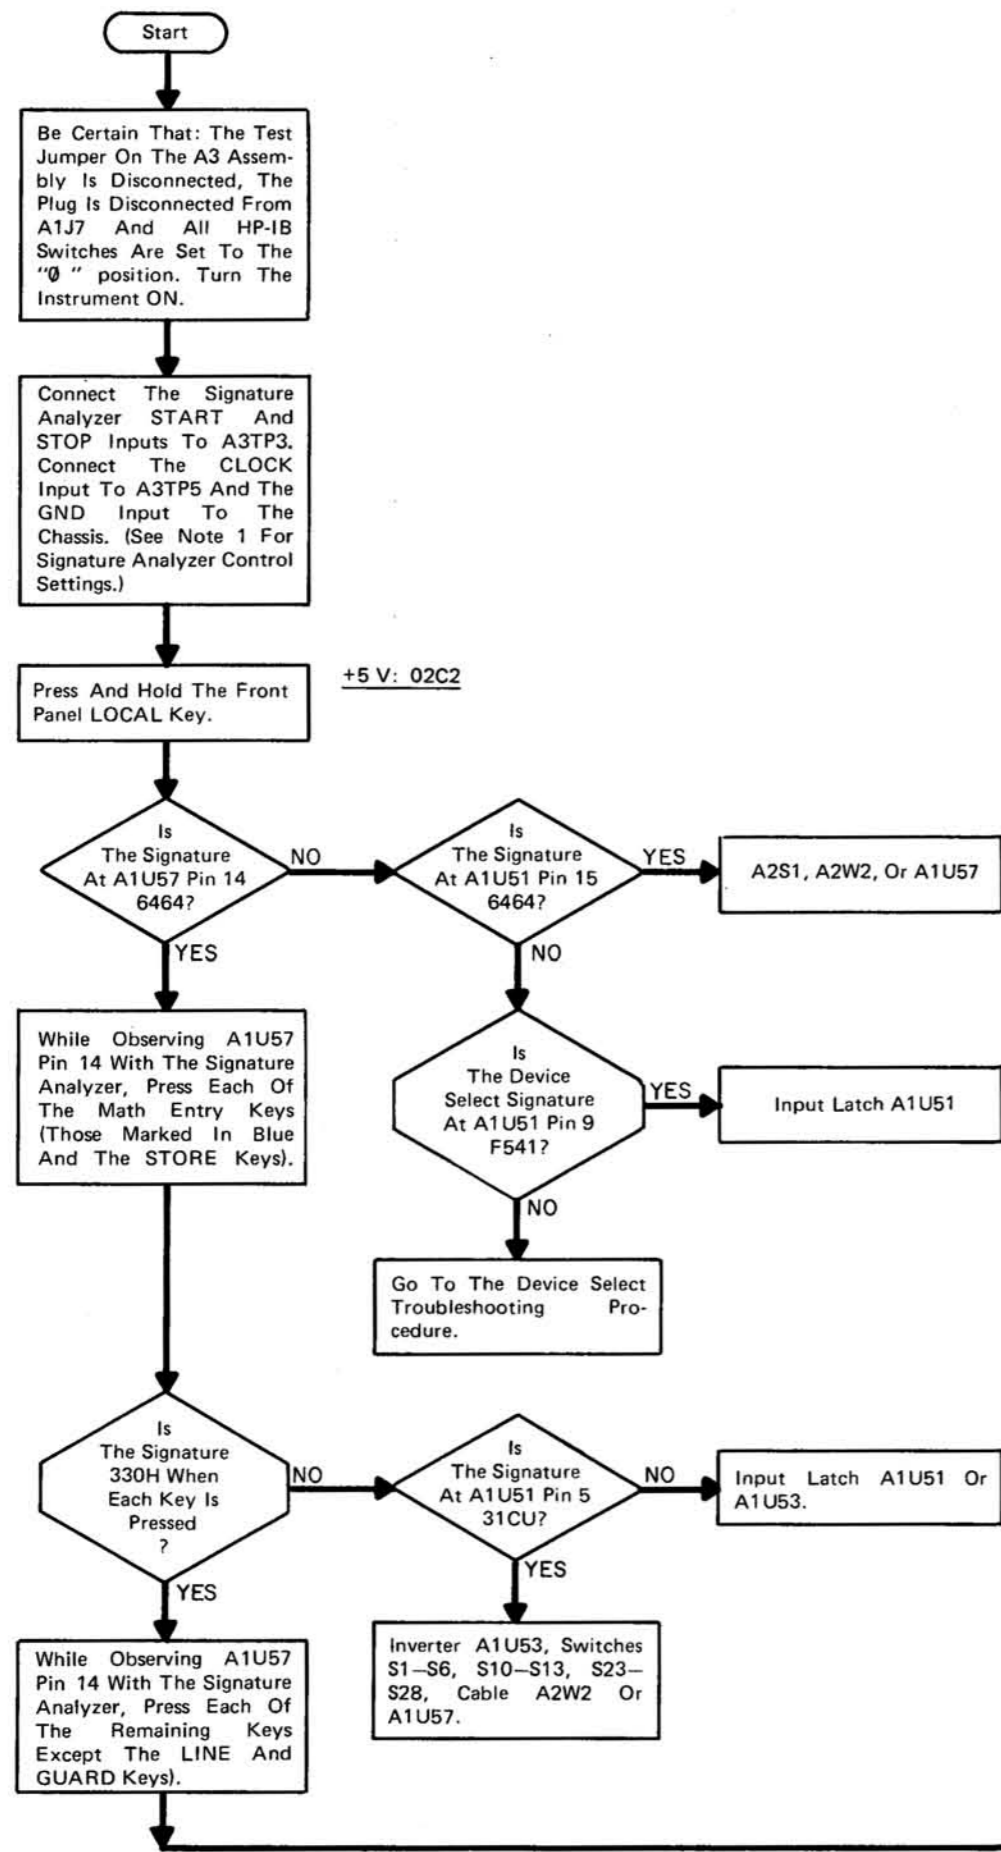 Start
Be Certain That: The Test
Jumper On The A3 Assem-
bly Is Disconnected, The
Plug Is Disconnected From
A1J7 And All HP-IB
Switches Are Set To The
"0̸ " position. Turn The
Instrument ON.
Connect The Signature
Analyzer START And
STOP Inputs To A3TP3.
Connect The CLOCK
Input To A3TP5 And The
GND Input To The
Chassis. (See Note 1 For
Signature Analyzer Control
Settings.)
Press And Hold The Front
Panel LOCAL Key.
+5 V: 02C2
Is
The Signature
At A1U57 Pin 14
6464?
NO
Is
The Signature
At A1U51 Pin 15
6464?
YES
A2S1, A2W2, Or A1U57
YES
NO
While Observing A1U57
Pin 14 With The Signature
Analyzer, Press Each Of
The Math Entry Keys
(Those Marked In Blue
And The STORE Keys).
Is
The Device
Select Signature
At A1U51 Pin 9
F541?
YES
Input Latch A1U51
NO
Go To The Device Select
Troubleshooting Pro-
cedure.
Is
The Signature
330H When
Each Key Is
Pressed
?
NO
Is
The Signature
At A1U51 Pin 5
31CU?
NO
Input Latch A1U51 Or
A1U53.
YES
YES
Inverter A1U53, Switches
S1–S6, S10–S13, S23–
S28, Cable A2W2 Or
A1U57.
While Observing A1U57
Pin 14 With The Signature
Analyzer, Press Each Of
The Remaining Keys
Except The LINE And
GUARD Keys).